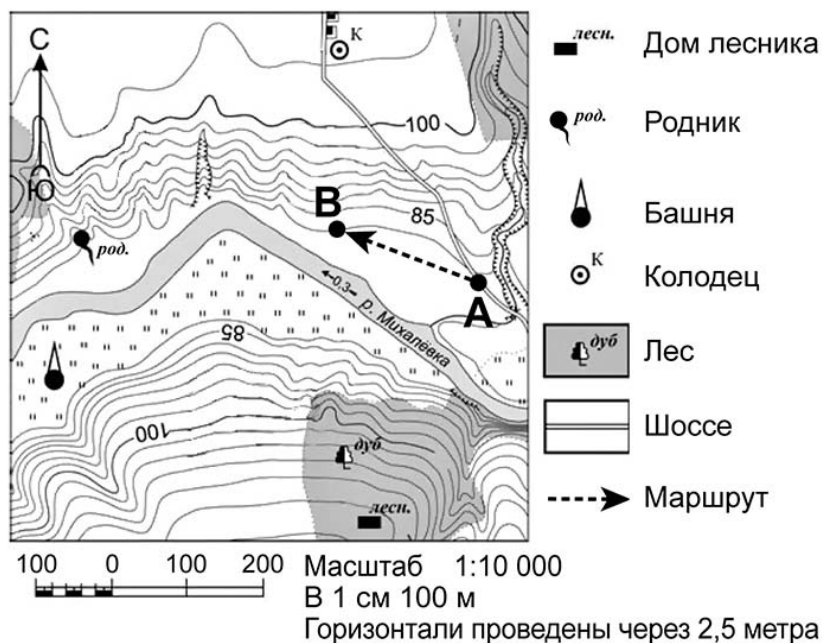 С
К
лесн.
Дом лесника
100
род.
Родник
Ю
В
85
Башня
род.
К
Колодец
А
0,3
р. Михалёвка
85
дуб
Лес
100
Шоссе
дуб
лесн.
Маршрут
100 0 100 200
Масштаб 1:10 000
В 1 см 100 м
Горизонтали проведены через 2,5 метра